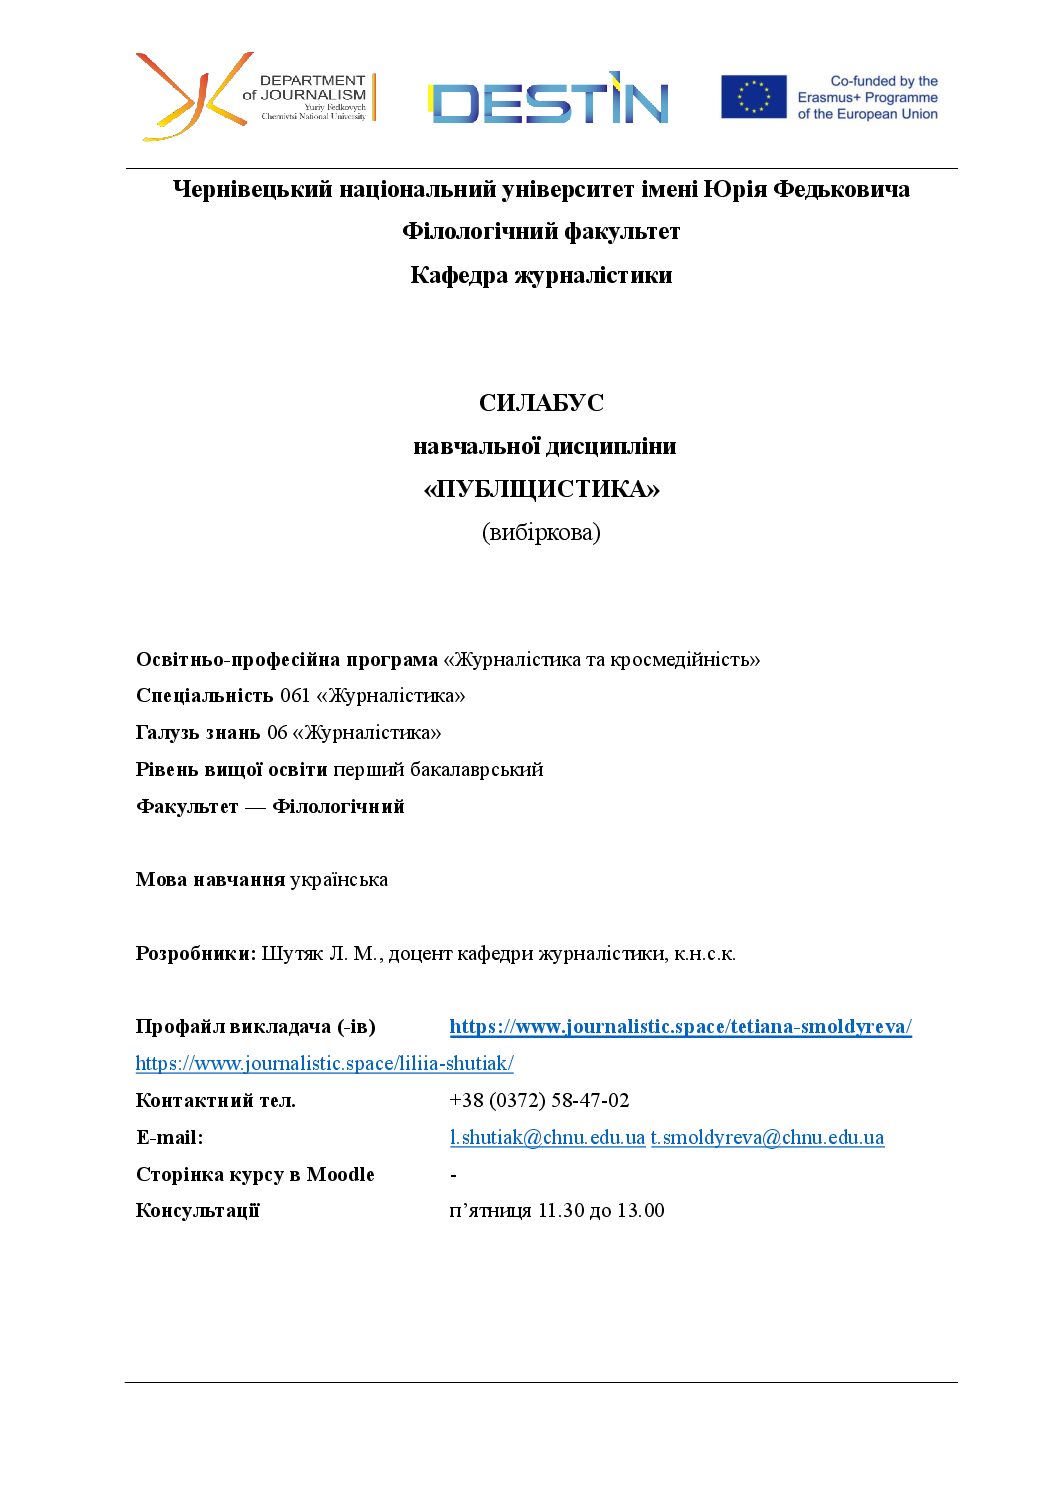 DEPARTMENT
of JOURNALISM
Yuriy Fedkovych
Chernivtsi National University
DESTIN
Co-funded by the
Erasmus+ Programme
of the European Union
Чернівецький національний університет імені Юрія Федьковича
Філологічний факультет
Кафедра журналістики
СИЛАБУС
навчальної дисципліни
«ПУБЛІЦИСТИКА»
(вибіркова)
Освітньо-професійна програма «Журналістика та кросмедійність»
Спеціальність 061 «Журналістика»
Галузь знань 06 «Журналістика»
Рівень вищої освіти перший бакалаврський
Факультет — Філологічний
Мова навчання українська
Розробники: Шутяк Л. М., доцент кафедри журналістики, к.н.с.к.
Профайл викладача (-ів) https://www.journalistic.space/tetiana-smoldyreva/
https://www.journalistic.space/liliia-shutiak/
Контактний тел. +38 (0372) 58-47-02
E-mail: l.shutiak@chnu.edu.ua t.smoldyreva@chnu.edu.ua
Сторінка курсу в Moodle -
Консультації п’ятниця 11.30 до 13.00